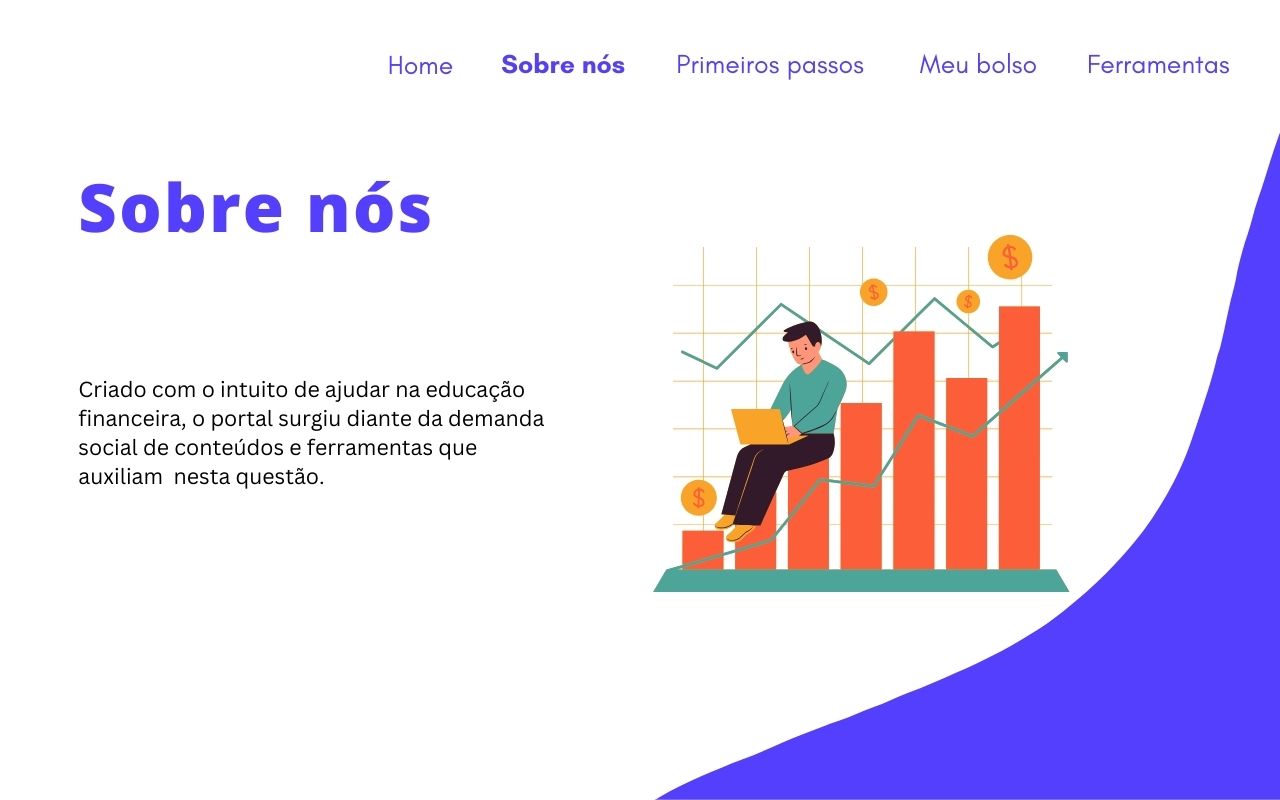 Home Sobre nós Primeiros passos Meu bolso Ferramentas
Sobre nós
Criado com o intuito de ajudar na educação
financeira, o portal surgiu diante da demanda
social de conteúdos e ferramentas que
auxiliam  nesta questão.
$
$
$
$